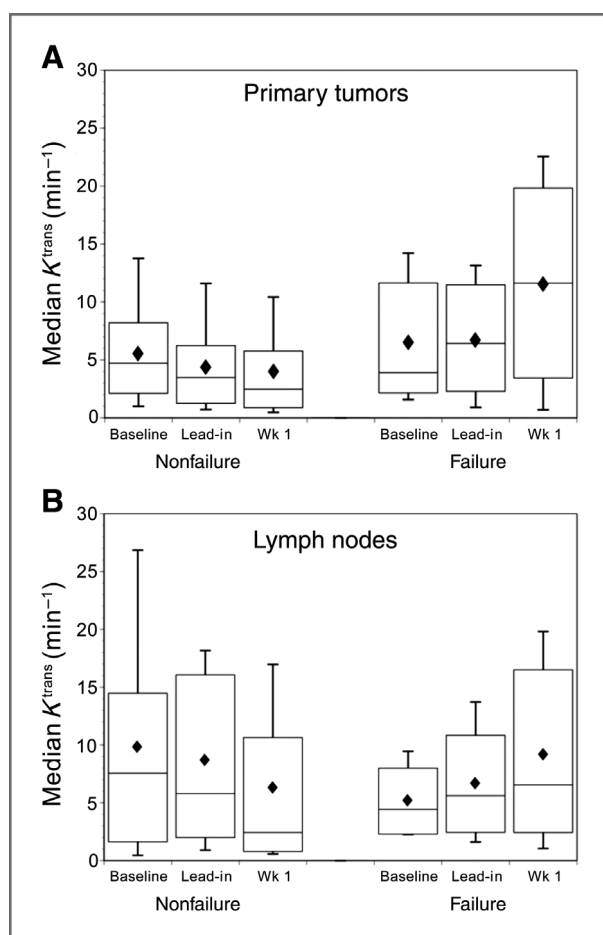 A
Primary tumors
Median Kᵗʳᵃⁿˢ (min⁻¹)
30
25
20
15
10
5
0
Baseline Lead-in Wk 1 Baseline Lead-in Wk 1
Nonfailure Failure
B
Lymph nodes
Median Kᵗʳᵃⁿˢ (min⁻¹)
30
25
20
15
10
5
0
Baseline Lead-in Wk 1 Baseline Lead-in Wk 1
Nonfailure Failure